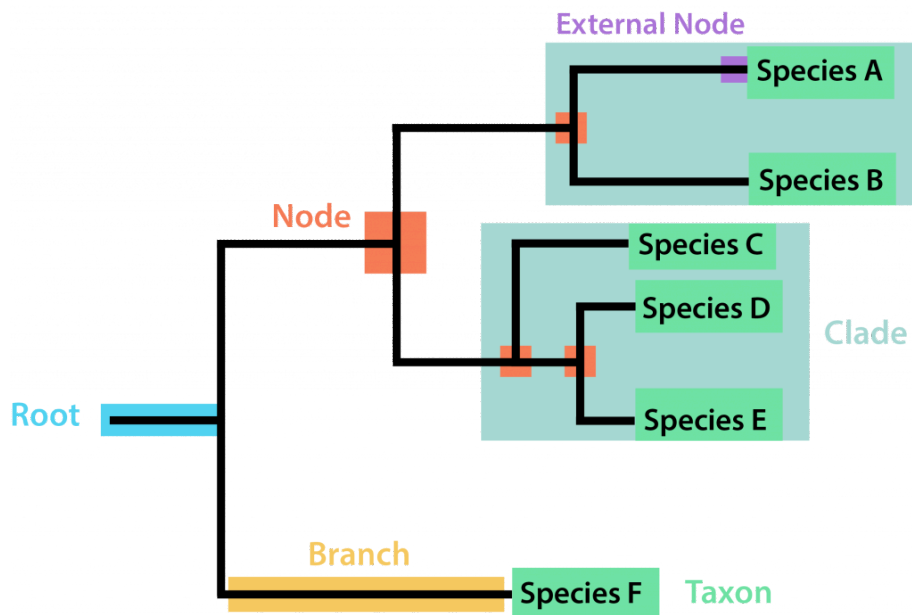 External Node
Species A
Species B
Node
Species C
Species D
Clade
Root
Species E
Branch
Species F
Taxon